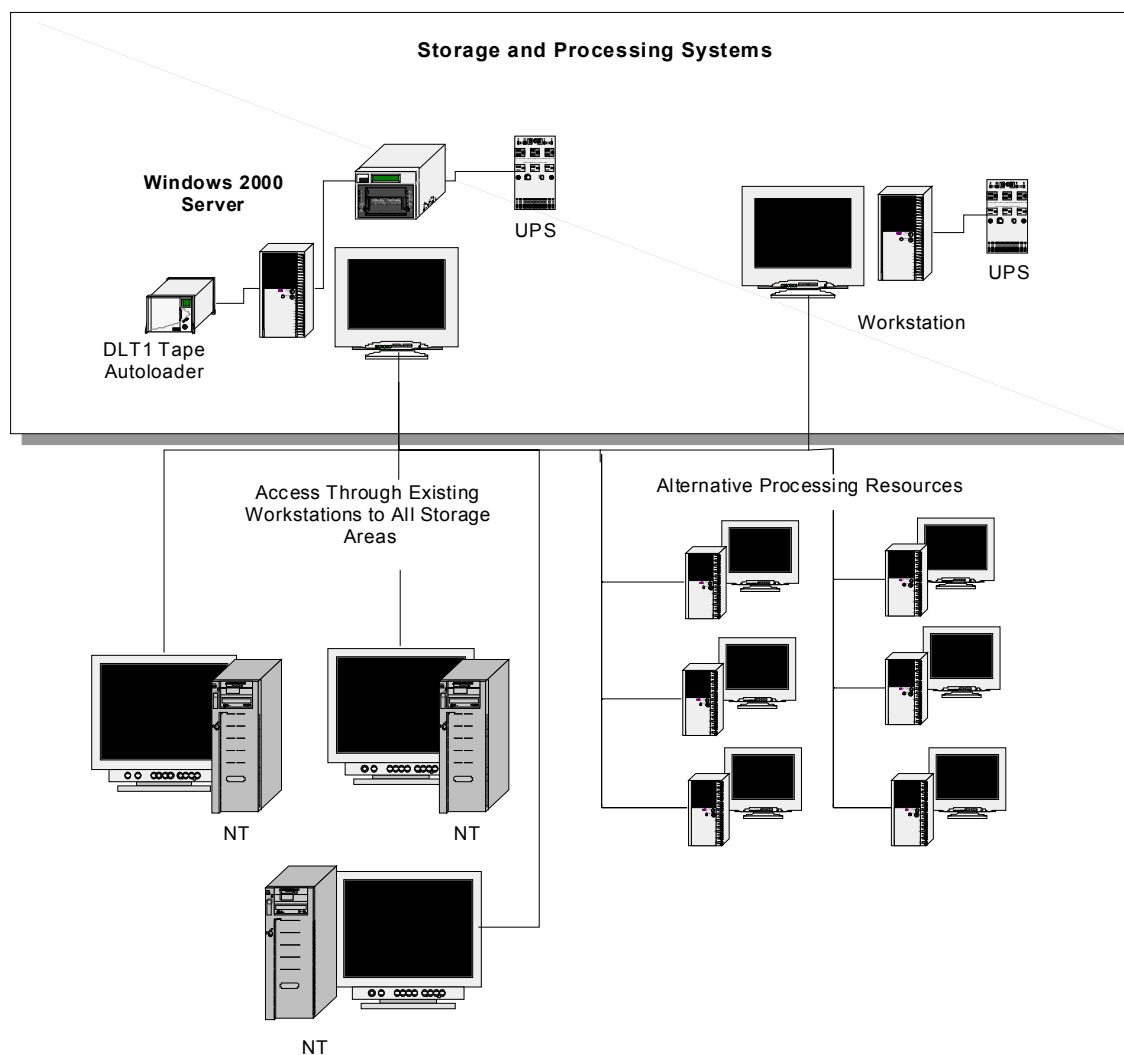 Storage and Processing Systems
Windows 2000
Server
UPS
UPS
DLT1 Tape
Autoloader
Workstation
Access Through Existing
Workstations to All Storage
Areas
Alternative Processing Resources
NT
NT
NT